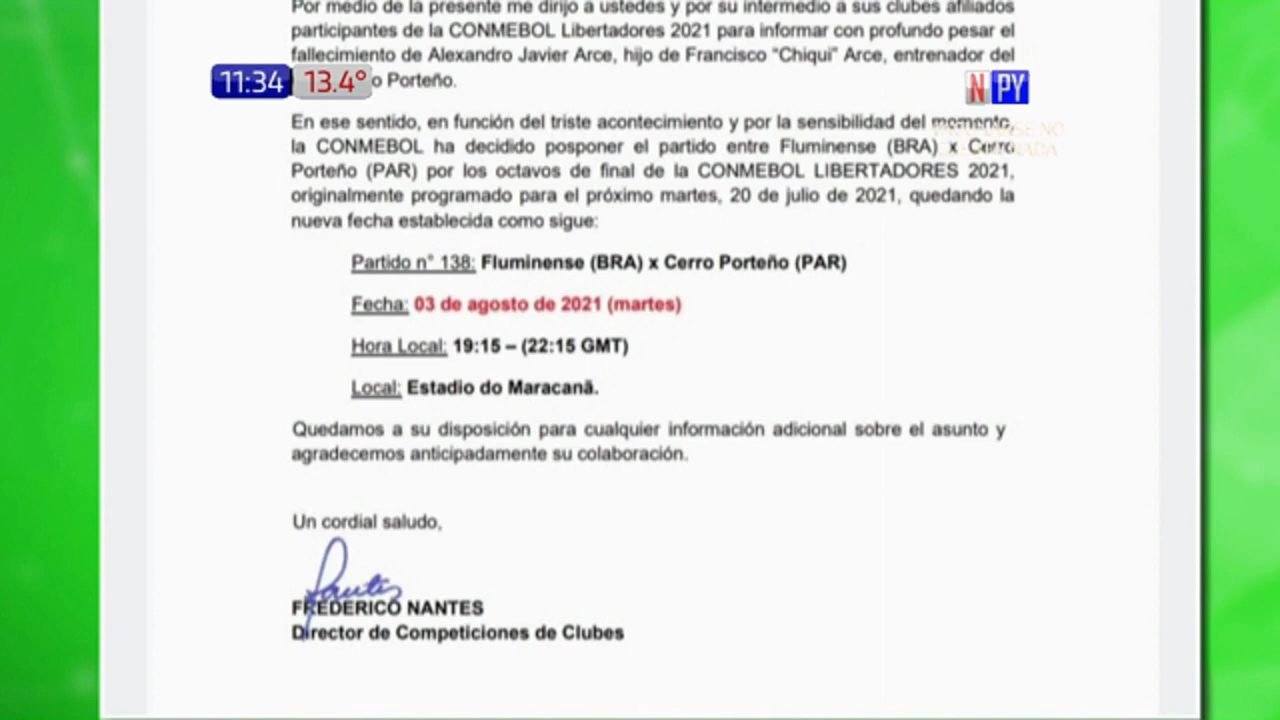 Por medio de la presente me dirijo a ustedes y por su intermedio a sus clubes afiliados
participantes de la CONMEBOL Libertadores 2021 para informar con profundo pesar el
fallecimiento de Alexandro Javier Arce, hijo de Francisco “Chiqui” Arce, entrenador del
11:34 13.4° o Porteño.
N PY
En ese sentido, en función del triste acontecimiento y por la sensibilidad del momento,
la CONMEBOL ha decidido posponer el partido entre Fluminense (BRA) x Cerro
Porteño (PAR) por los octavos de final de la CONMEBOL LIBERTADORES 2021,
originalmente programado para el próximo martes, 20 de julio de 2021, quedando la
nueva fecha establecida como sigue:
Partido n° 138: Fluminense (BRA) x Cerro Porteño (PAR)
Fecha: 03 de agosto de 2021 (martes)
Hora Local: 19:15 – (22:15 GMT)
Local: Estadio do Maracanã.
Quedamos a su disposición para cualquier información adicional sobre el asunto y
agradecemos anticipadamente su colaboración.
Un cordial saludo,
FREDERICO NANTES
Director de Competiciones de Clubes